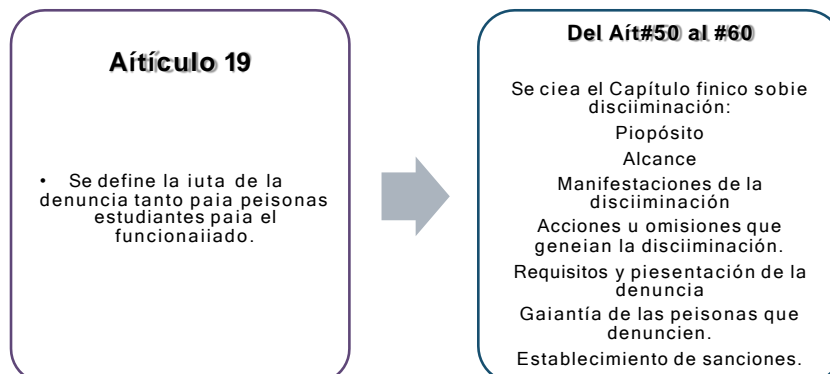 Aítículo 19
• Se define la iuta de la
denuncia tanto paia peisonas
estudiantes paia el
funcionaiiado.
Del Aít#50 al #60
Se ciea el Capítulo finico sobie
disciiminación:
Piopósito
Alcance
Manifestaciones de la
disciiminación
Acciones u omisiones que
geneian la disciiminación.
Requisitos y piesentación de la
denuncia
Gaiantía de las peisonas que
denuncien.
Establecimiento de sanciones.